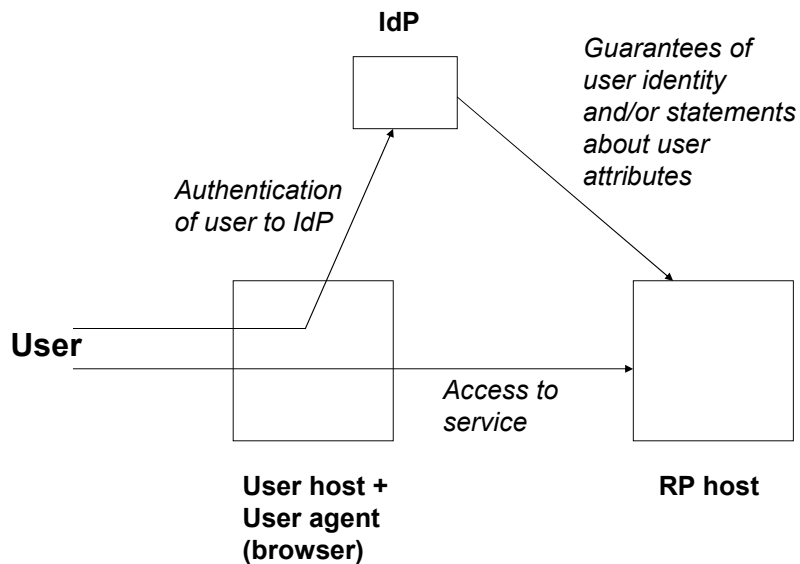 IdP
Guarantees of
user identity
and/or statements
about user
attributes
Authentication
of user to IdP
User
Access to
service
User host +
User agent
(browser)
RP host